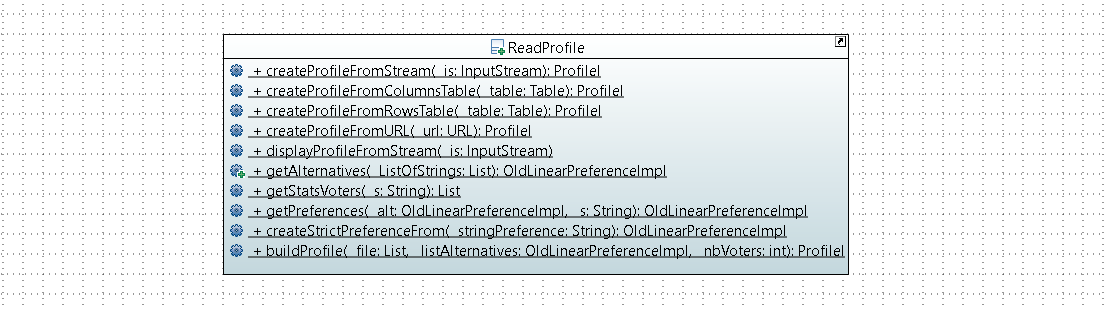 ReadProfile
+ createProfileFromStream( is: InputStream): ProfileI
+ createProfileFromColumnsTable( table: Table): ProfileI
+ createProfileFromRowsTable( table: Table): ProfileI
+ createProfileFromURL( url: URL): ProfileI
+ displayProfileFromStream( is: InputStream)
+ getAlternatives( ListOfStrings: List): OldLinearPreferenceImpl
+ getStatsVoters( s: String): List
+ getPreferences( alt: OldLinearPreferenceImpl, s: String): OldLinearPreferenceImpl
+ createStrictPreferenceFrom( stringPreference: String): OldLinearPreferenceImpl
+ buildProfile( file: List, listAlternatives: OldLinearPreferenceImpl, nbVoters: int): ProfileI